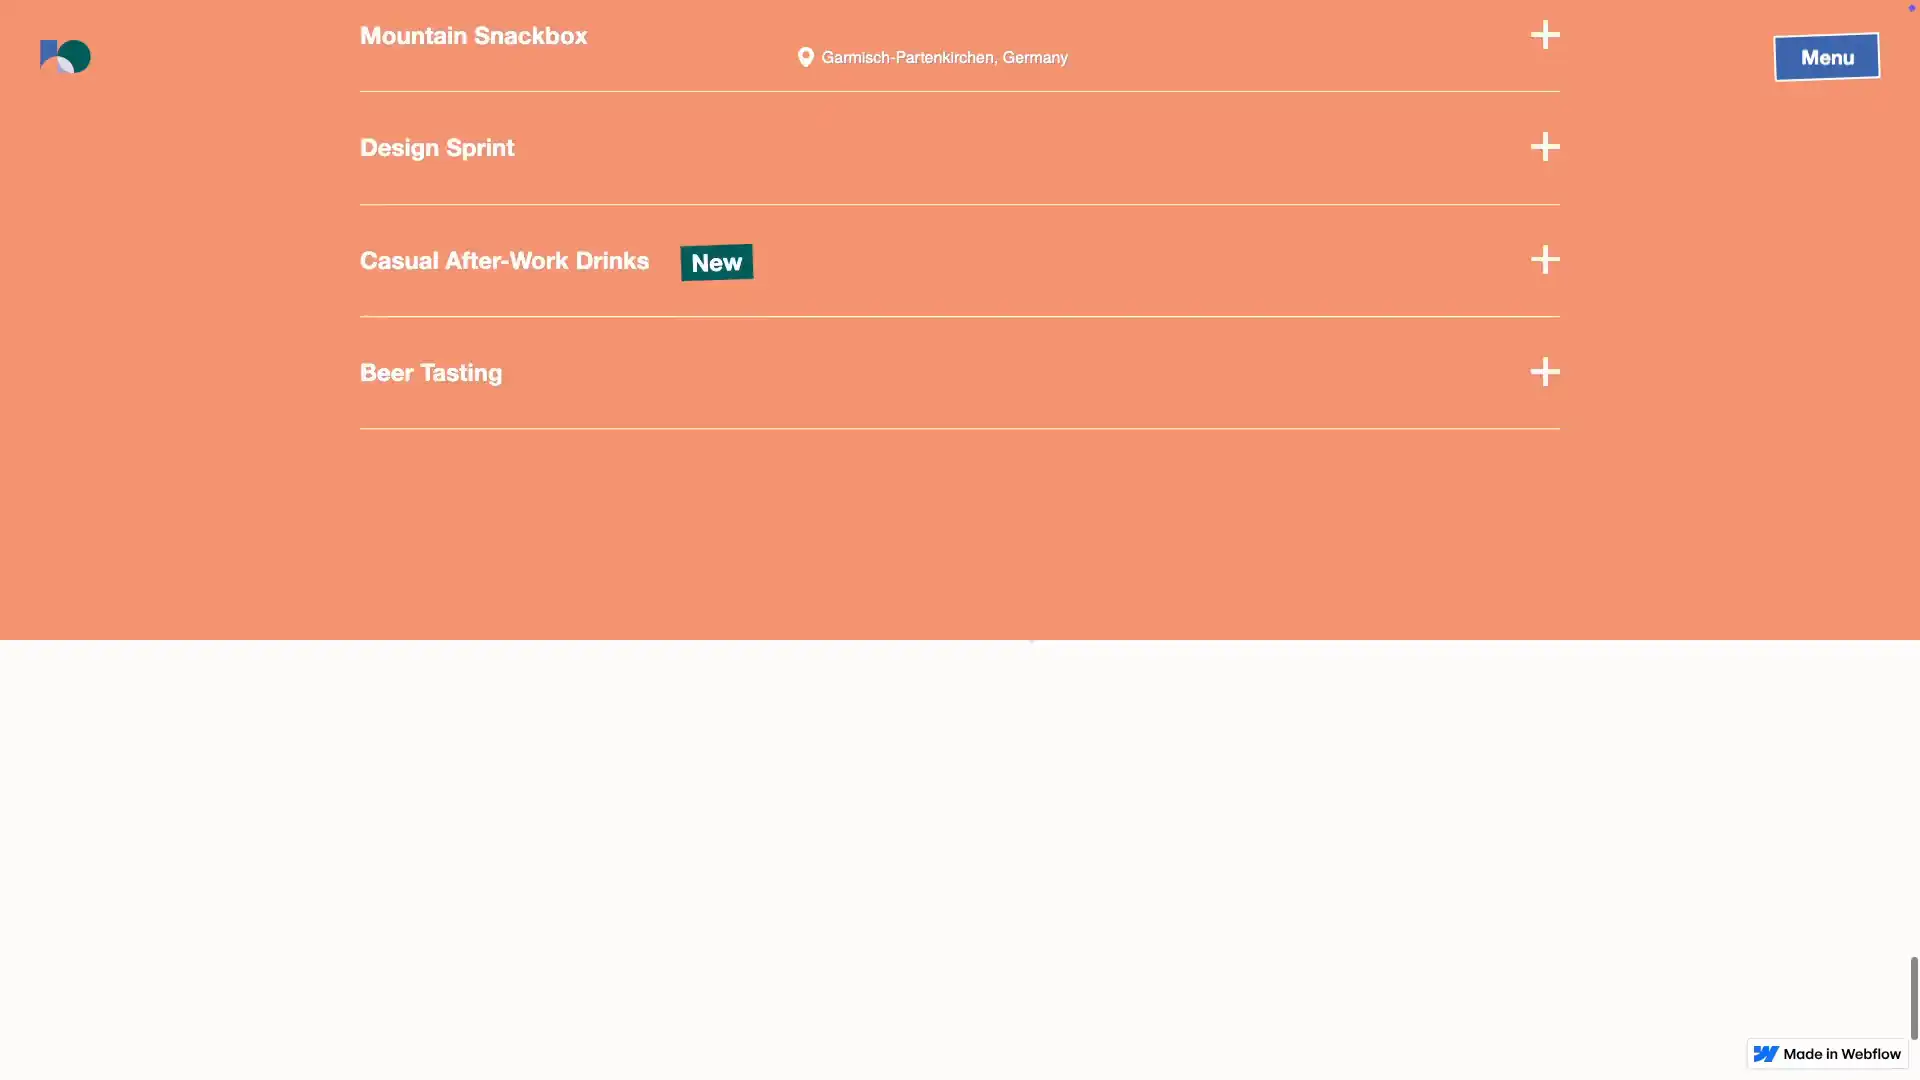 Mountain Snackbox
Garmisch-Partenkirchen, Germany
Menu
Design Sprint
Casual After-Work Drinks
New
Beer Tasting
Made in Webflow